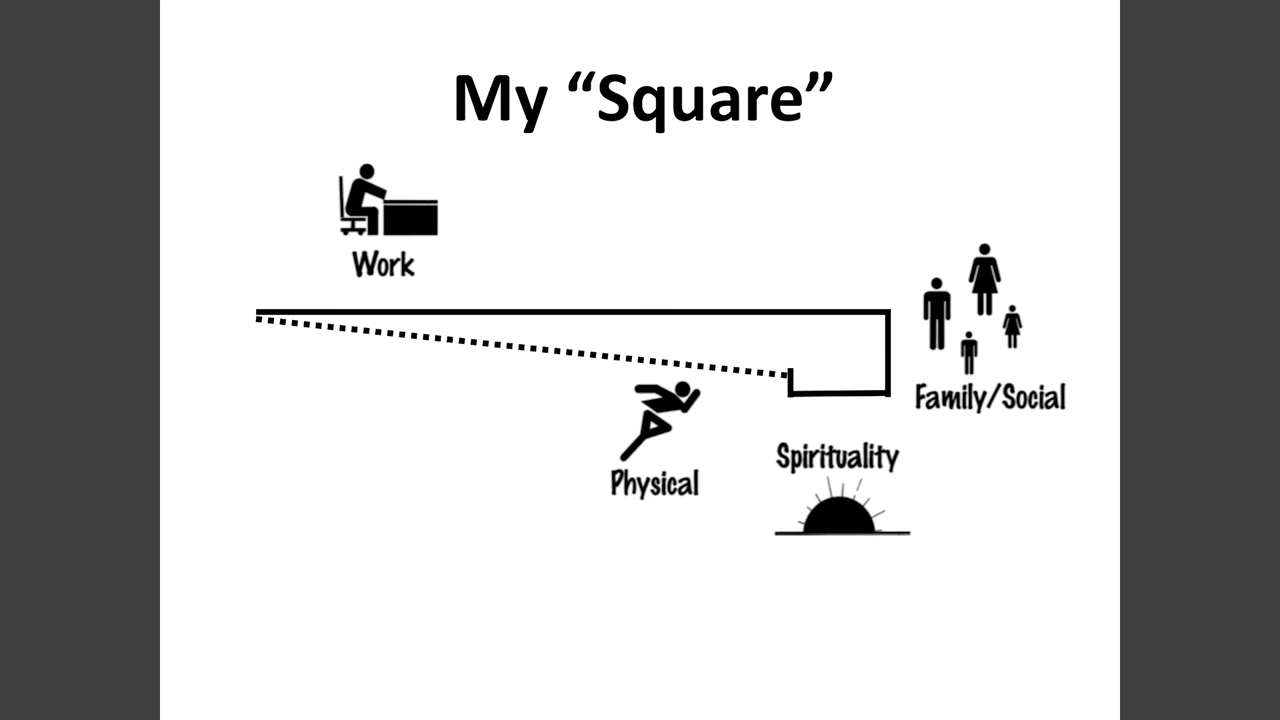 My “Square”
Work
Family/Social
Spirituality
Physical